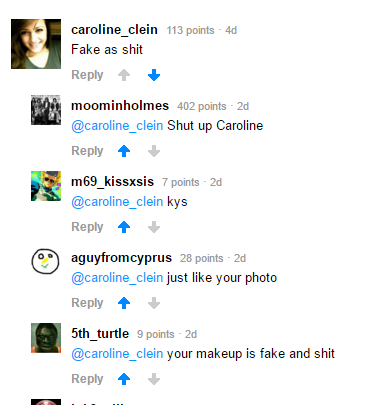 caroline_clein 113 points · 4d
Fake as shit
Reply
moominholmes 402 points · 2d
@caroline_clein Shut up Caroline
Reply
m69_kissxsis 7 points · 2d
@caroline_clein kys
Reply
aguyfromcyprus 28 points · 2d
@caroline_clein just like your photo
Reply
5th_turtle 9 points · 2d
@caroline_clein your makeup is fake and shit
Reply